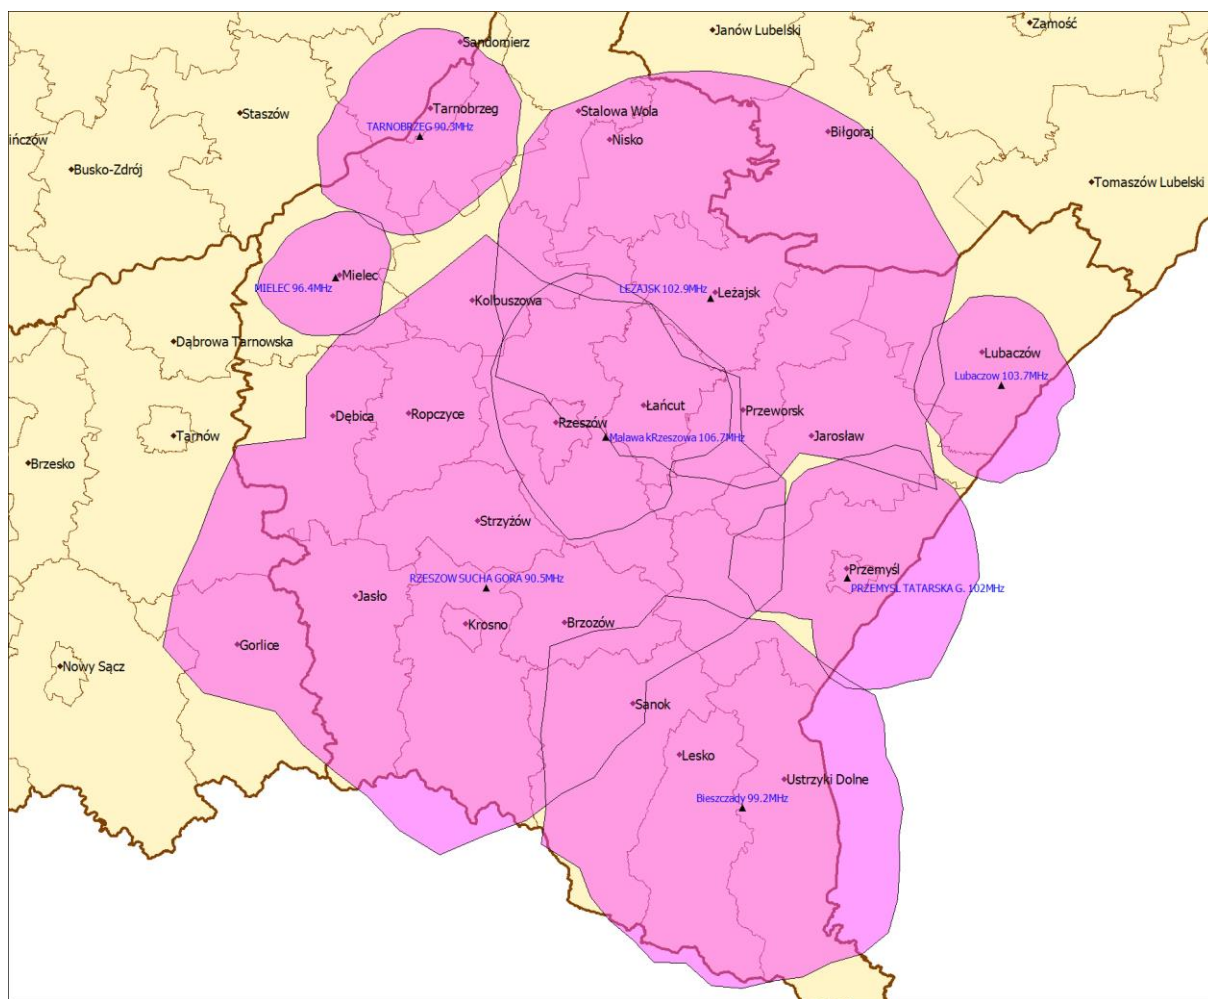 Zamość
Janów Lubelski
Sandomierz
Tarnobrzeg
Staszów
Stalowa Wola
TARNOBRZEG 90.3MHz
Biłgoraj
ińczów
Nisko
Busko-Zdrój
Tomaszów Lubelski
Mielec
MIELEC 96.4MHz
LEŻAJSK 102.9MHz
Leżajsk
Kolbuszowa
Dąbrowa Tarnowska
Lubaczów
Lubaczow 103.7MHz
Dębica
Ropczyce
Łańcut
Przeworsk
Rzeszów
Tarnów
Malawa kRzeszowa 106.7MHz
Jarosław
Brzesko
Strzyżów
Przemyśl
RZESZOW SUCHA GORA 90.5MHz
PRZEMYSL TATARSKA G. 102MHz
Jasło
Krosno
Brzozów
Gorlice
Nowy Sącz
Sanok
Lesko
Ustrzyki Dolne
Bieszczady 99.2MHz